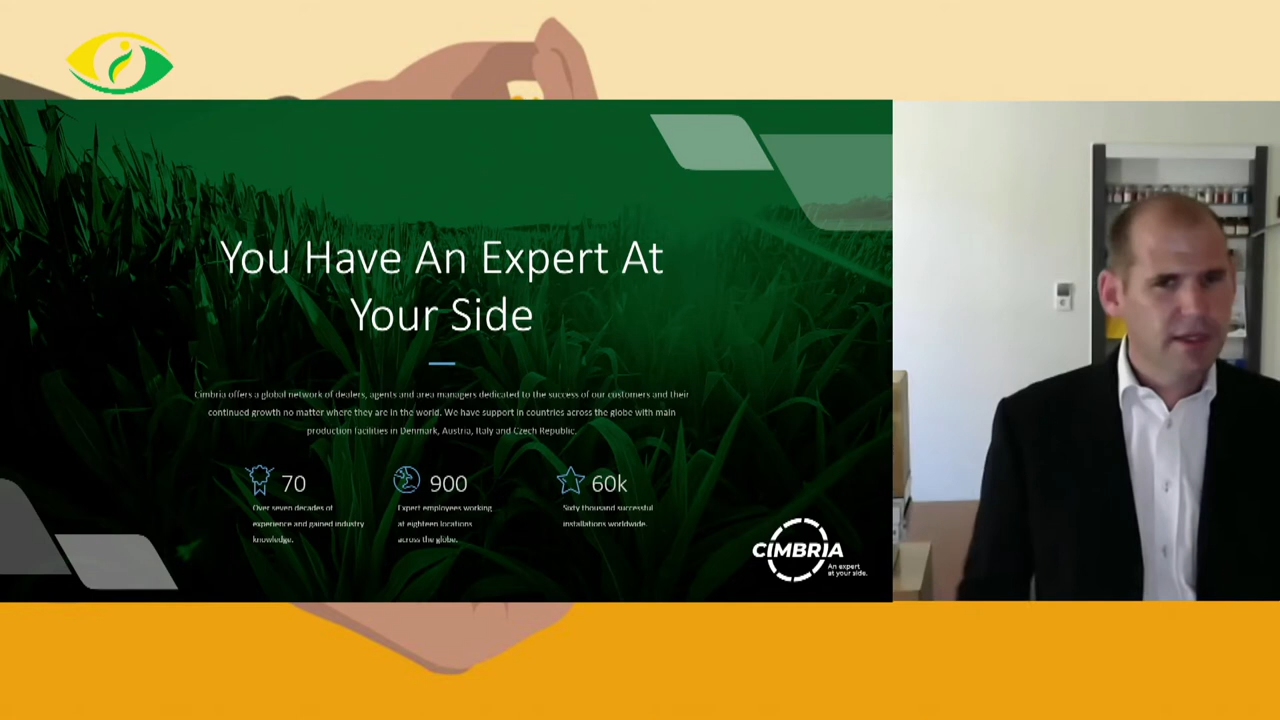 You Have An Expert At
Your Side
Cimbria offers a global network of dealers, agents and area managers dedicated to the success of our customers and their
continued growth no matter where they are in the world. We have support in countries across the globe with main
production facilities in Denmark, Austria, Italy and Czech Republic.
70
Over seven decades of
experience and gained industry
knowledge.
900
Expert employees working
at eighteen locations
across the globe.
60k
Sixty thousand successful
installations worldwide.
CIMBRIA
An expert
at your side.